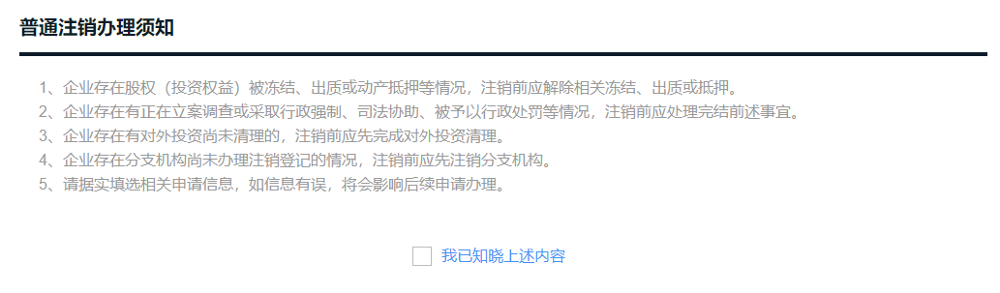 普通注销办理须知
1、企业存在股权（投资权益）被冻结、出质或动产抵押等情况，注销前应解除相关冻结、出质或抵押。
2、企业存在有正在立案调查或采取行政强制、司法协助、被予以行政处罚等情况，注销前应处理完结前述事宜。
3、企业存在有对外投资尚未清理的，注销前应先完成对外投资清理。
4、企业存在分支机构尚未办理注销登记的情况，注销前应先注销分支机构。
5、请据实填选相关申请信息，如信息有误，将会影响后续申请办理。
我已知晓上述内容